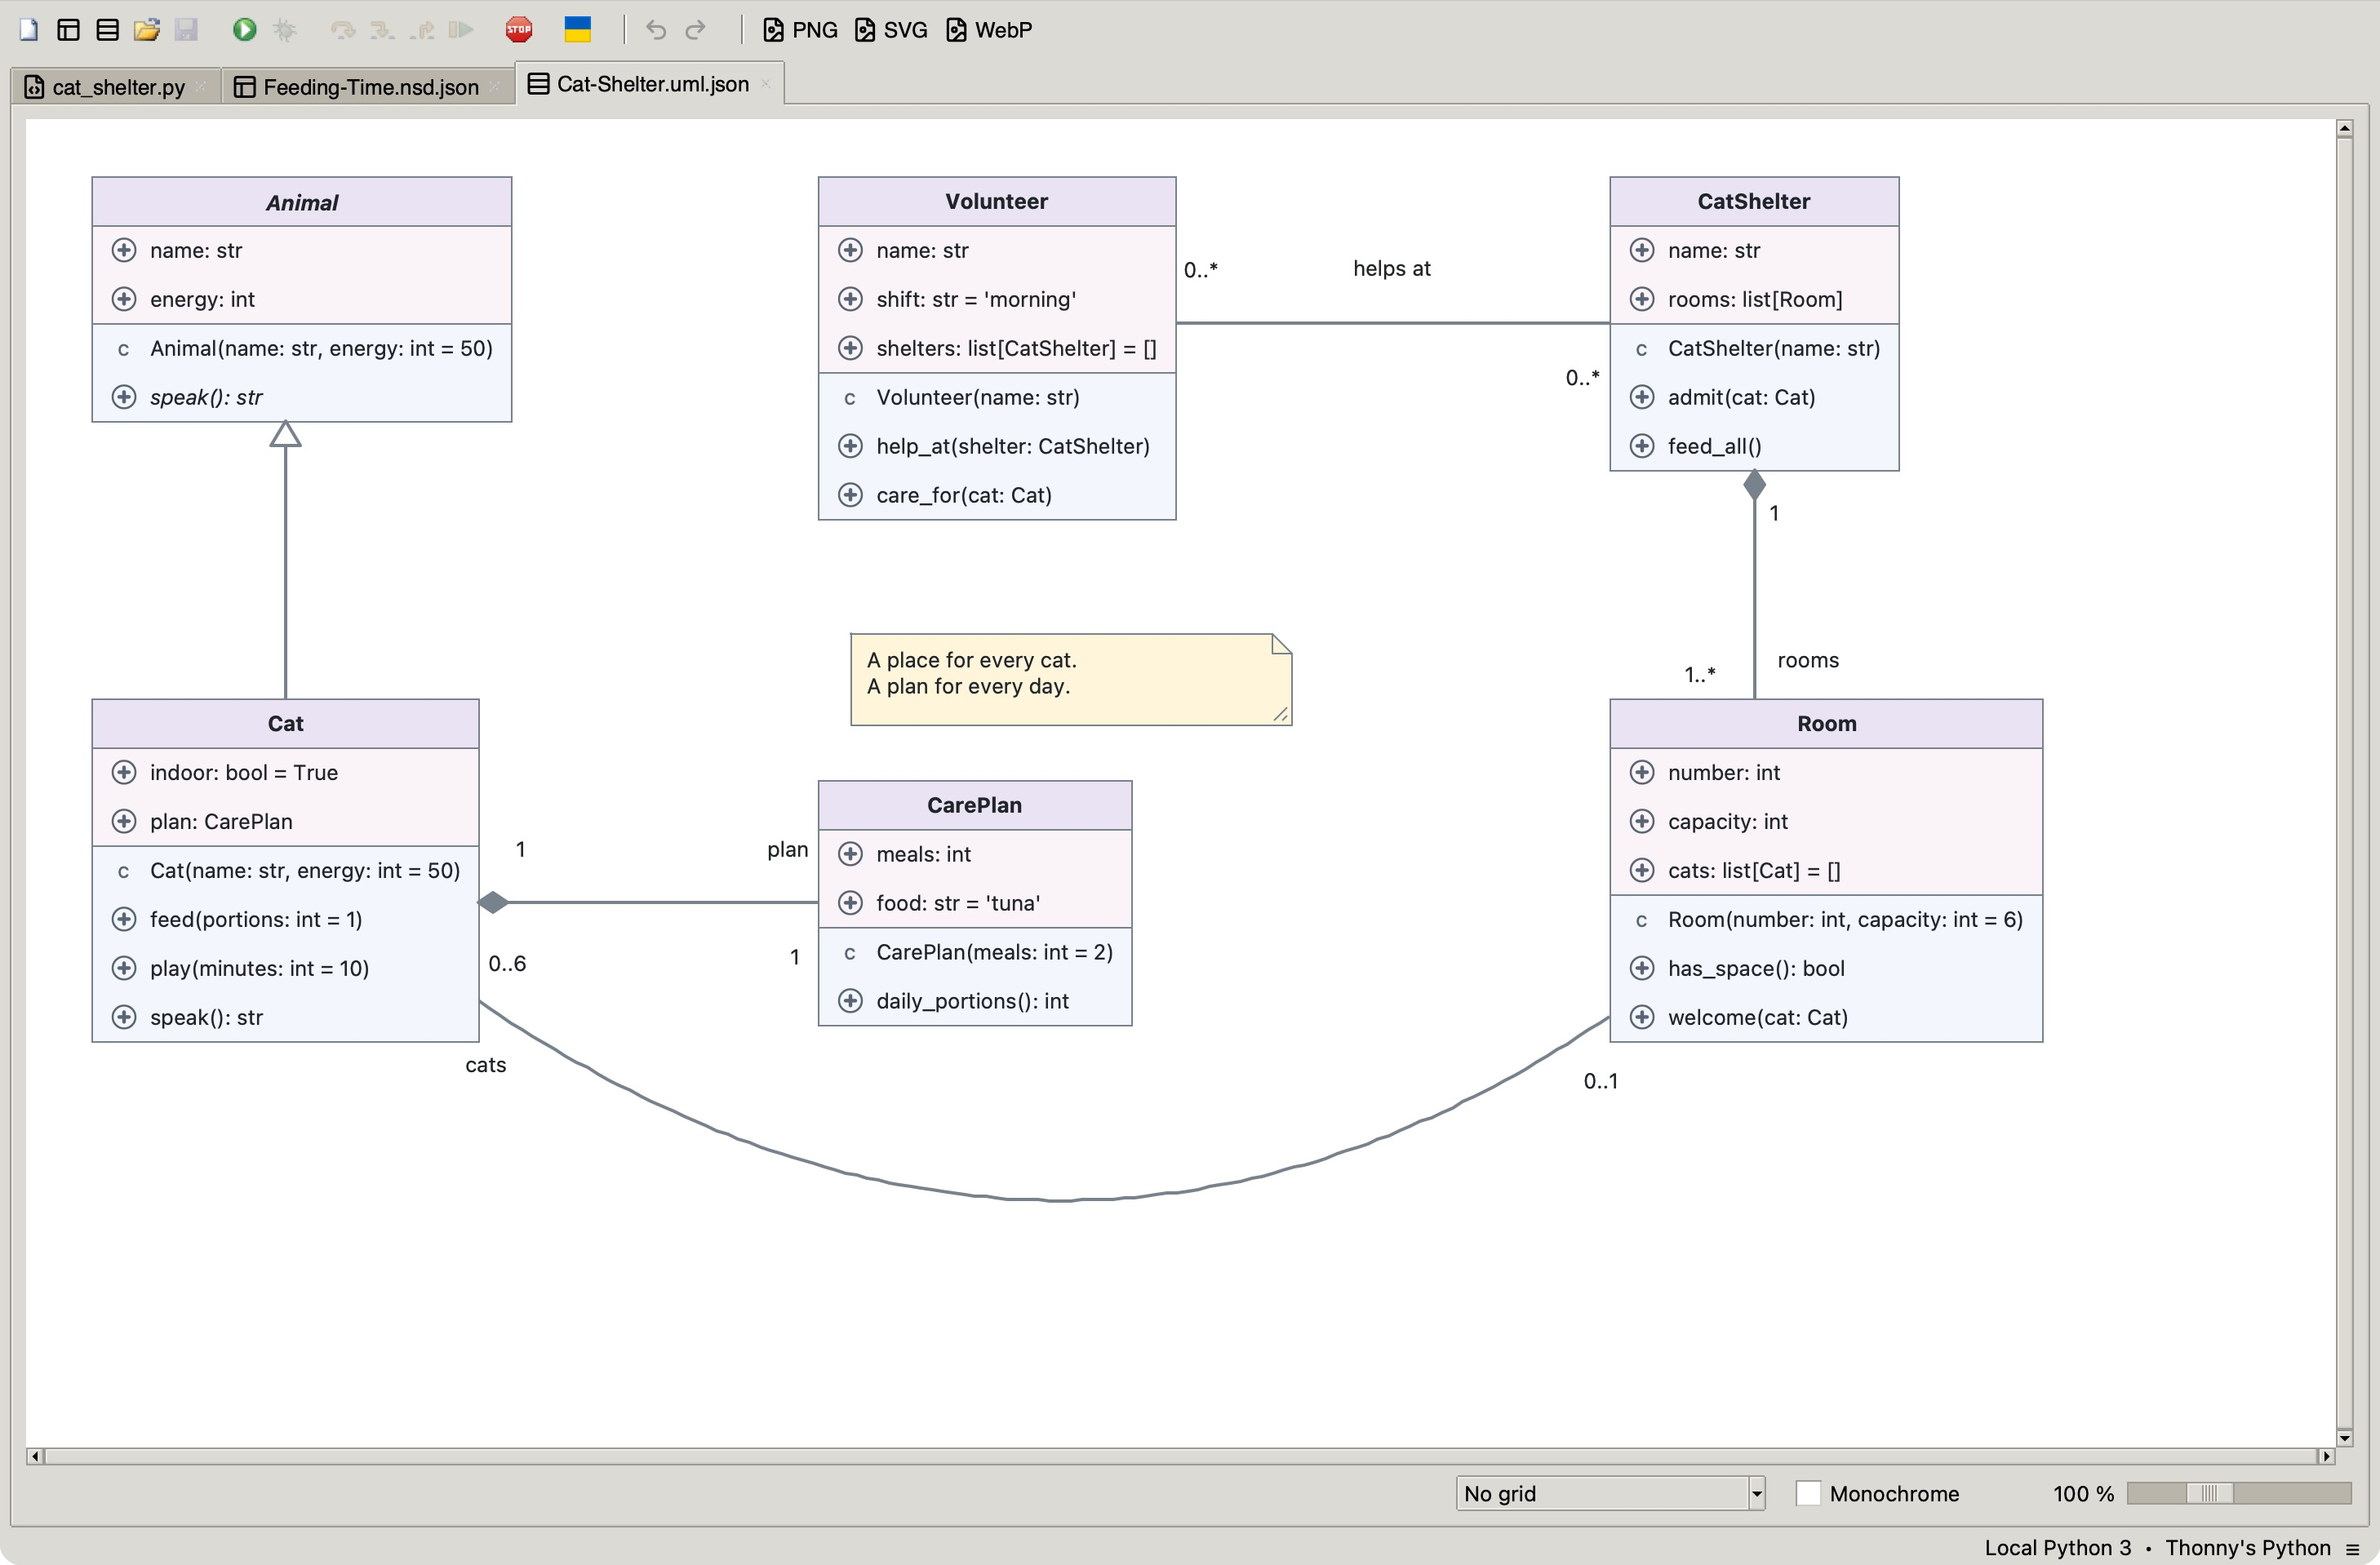 STOP
PNG SVG WebP
cat_shelter.py Feeding-Time.nsd.json Cat-Shelter.uml.json
Animal
name: str
energy: int
c Animal(name: str, energy: int = 50)
speak(): str
Volunteer
name: str
shift: str = 'morning'
shelters: list[CatShelter] = []
c Volunteer(name: str)
help_at(shelter: CatShelter)
care_for(cat: Cat)
0..*
helps at
0..*
CatShelter
name: str
rooms: list[Room]
c CatShelter(name: str)
admit(cat: Cat)
feed_all()
1
rooms
1..*
A place for every cat.
A plan for every day.
Cat
indoor: bool = True
plan: CarePlan
c Cat(name: str, energy: int = 50)
feed(portions: int = 1)
play(minutes: int = 10)
speak(): str
1
plan
0..6
1
cats
CarePlan
meals: int
food: str = 'tuna'
c CarePlan(meals: int = 2)
daily_portions(): int
Room
number: int
capacity: int
cats: list[Cat] = []
c Room(number: int, capacity: int = 6)
has_space(): bool
welcome(cat: Cat)
0..1
No grid Monochrome 100 %
Local Python 3 • Thonny's Python ≡